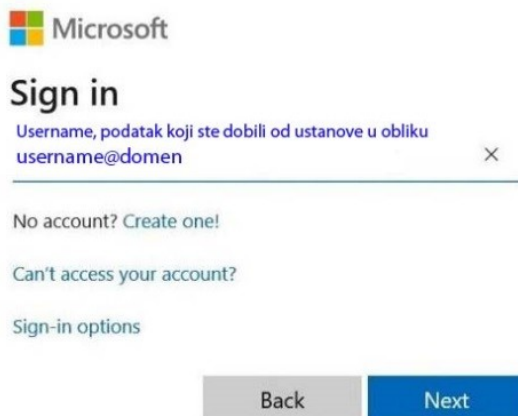 Microsoft
Sign in
Username, podatak koji ste dobili od ustanove u obliku
username@domen
No account? Create one!
Can't access your account?
Sign-in options
Back
Next